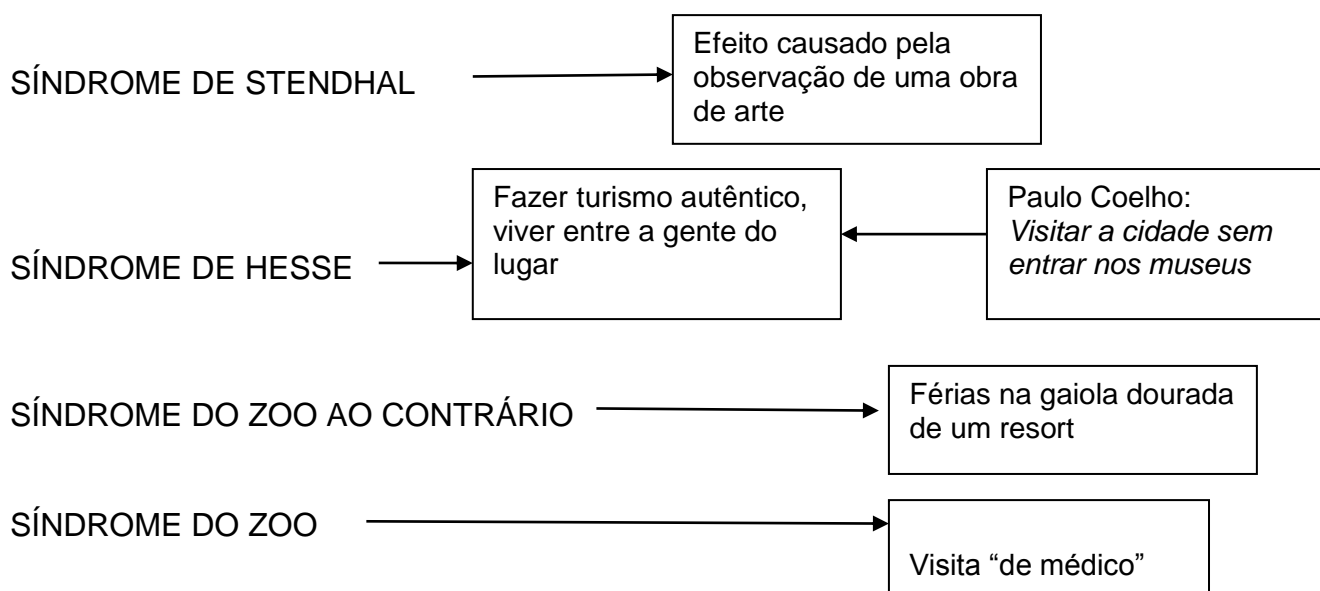 SÍNDROME DE STENDHAL
Efeito causado pela
observação de uma obra
de arte
SÍNDROME DE HESSE
Fazer turismo autêntico,
viver entre a gente do
lugar
Paulo Coelho:
Visitar a cidade sem
entrar nos museus
SÍNDROME DO ZOO AO CONTRÁRIO
Férias na gaiola dourada
de um resort
SÍNDROME DO ZOO
Visita “de médico”